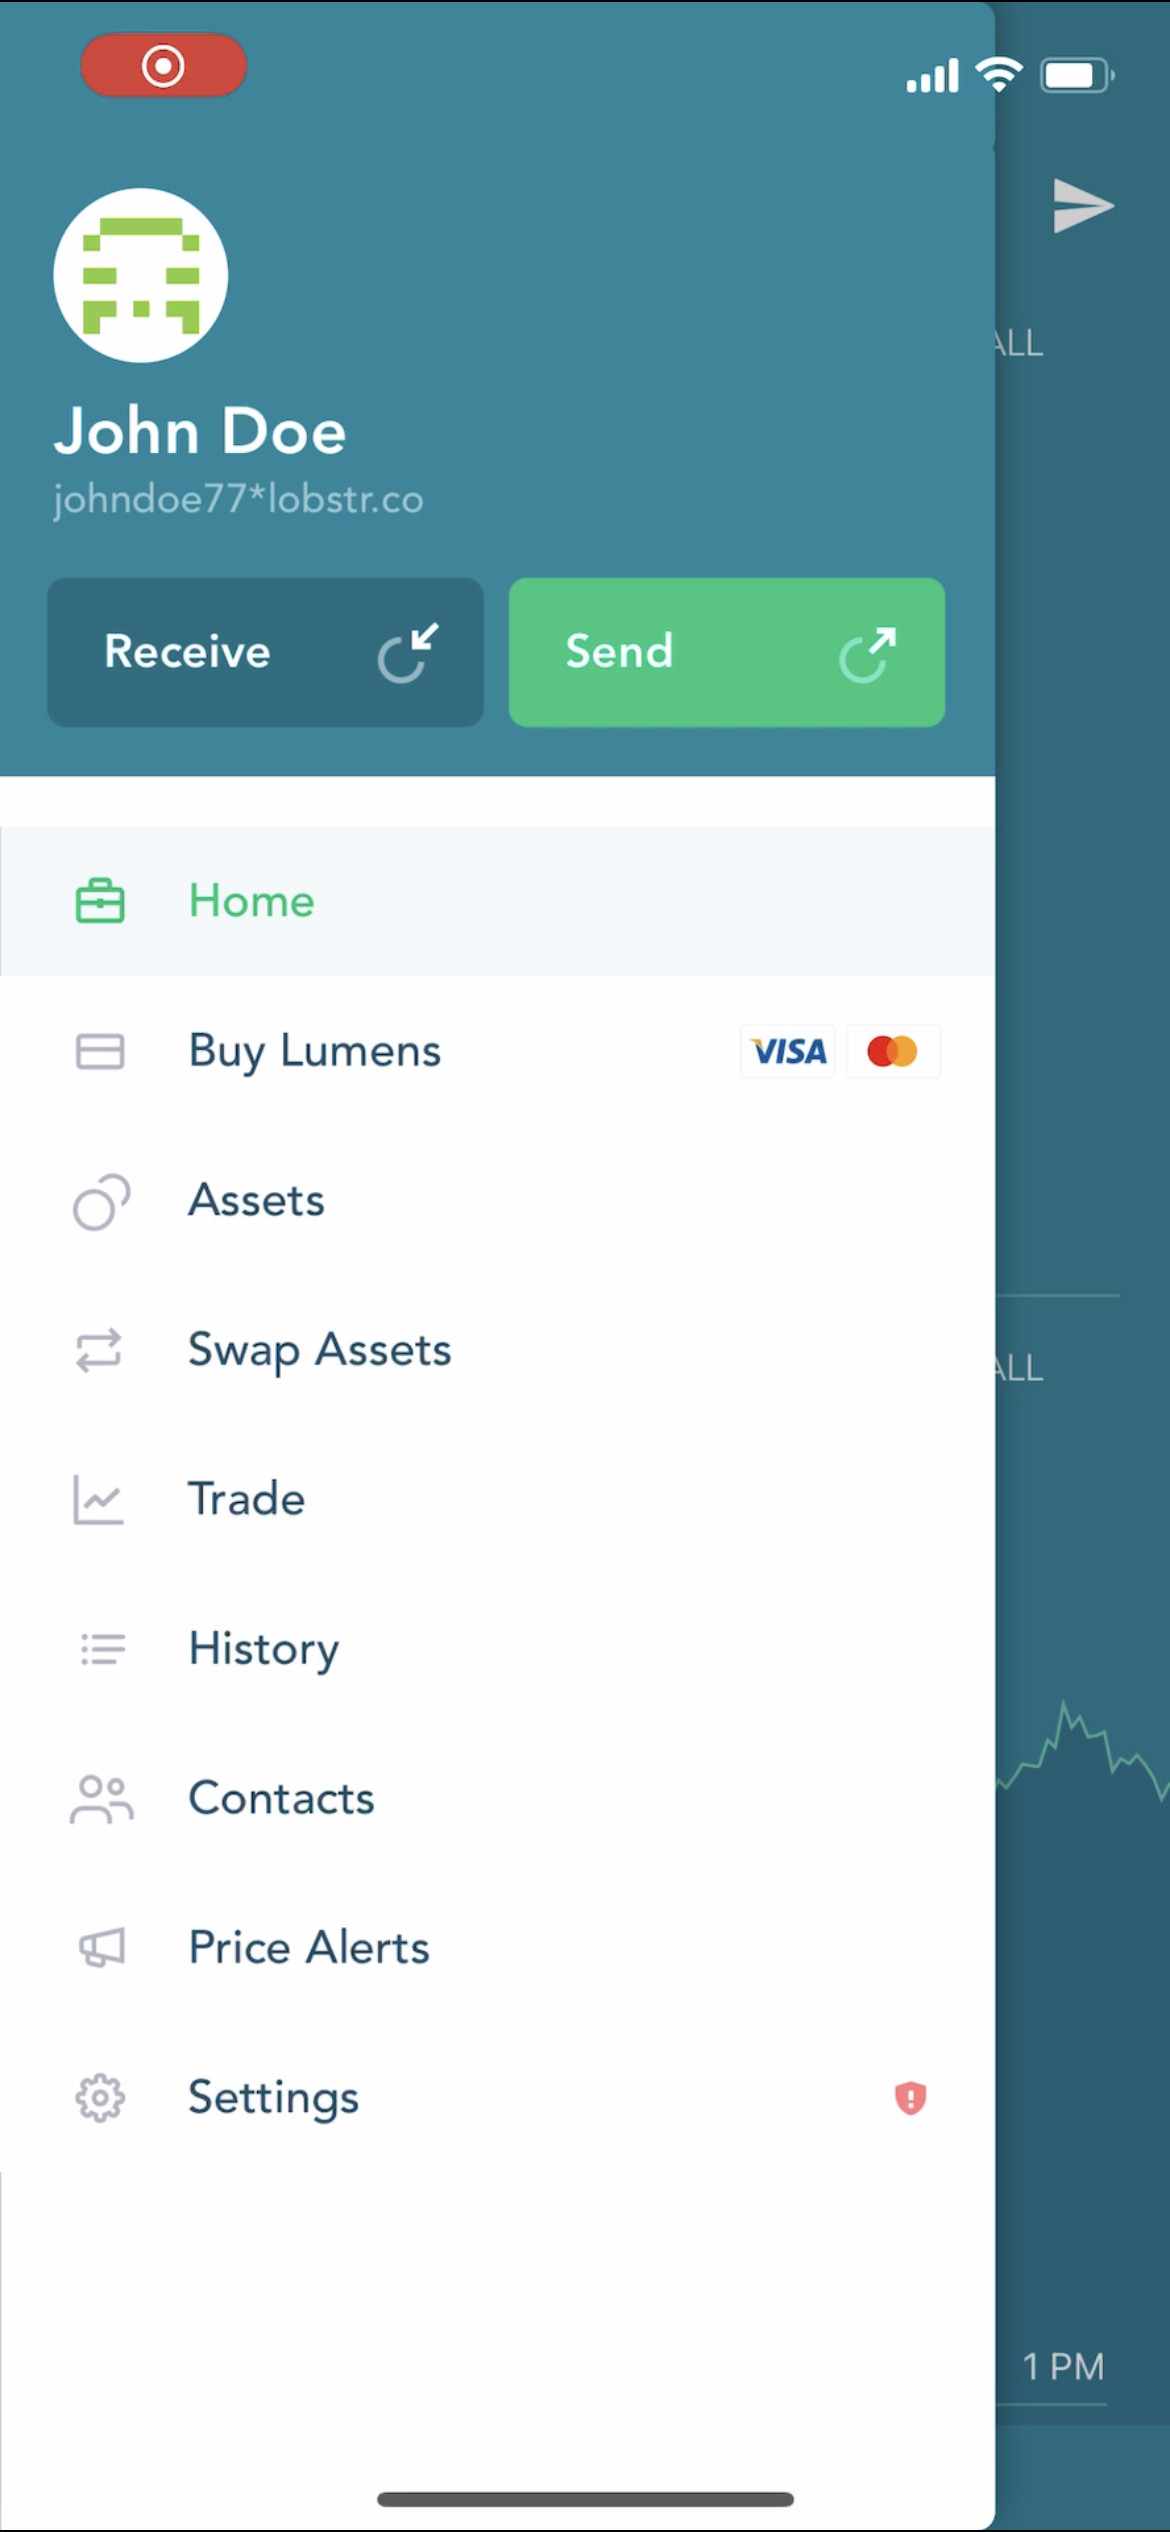 John Doe
johndoe77*lobstr.co
Receive
Send
Home
Buy Lumens
VISA
Assets
Swap Assets
Trade
History
Contacts
Price Alerts
Settings
ALL
ALL
1 PM